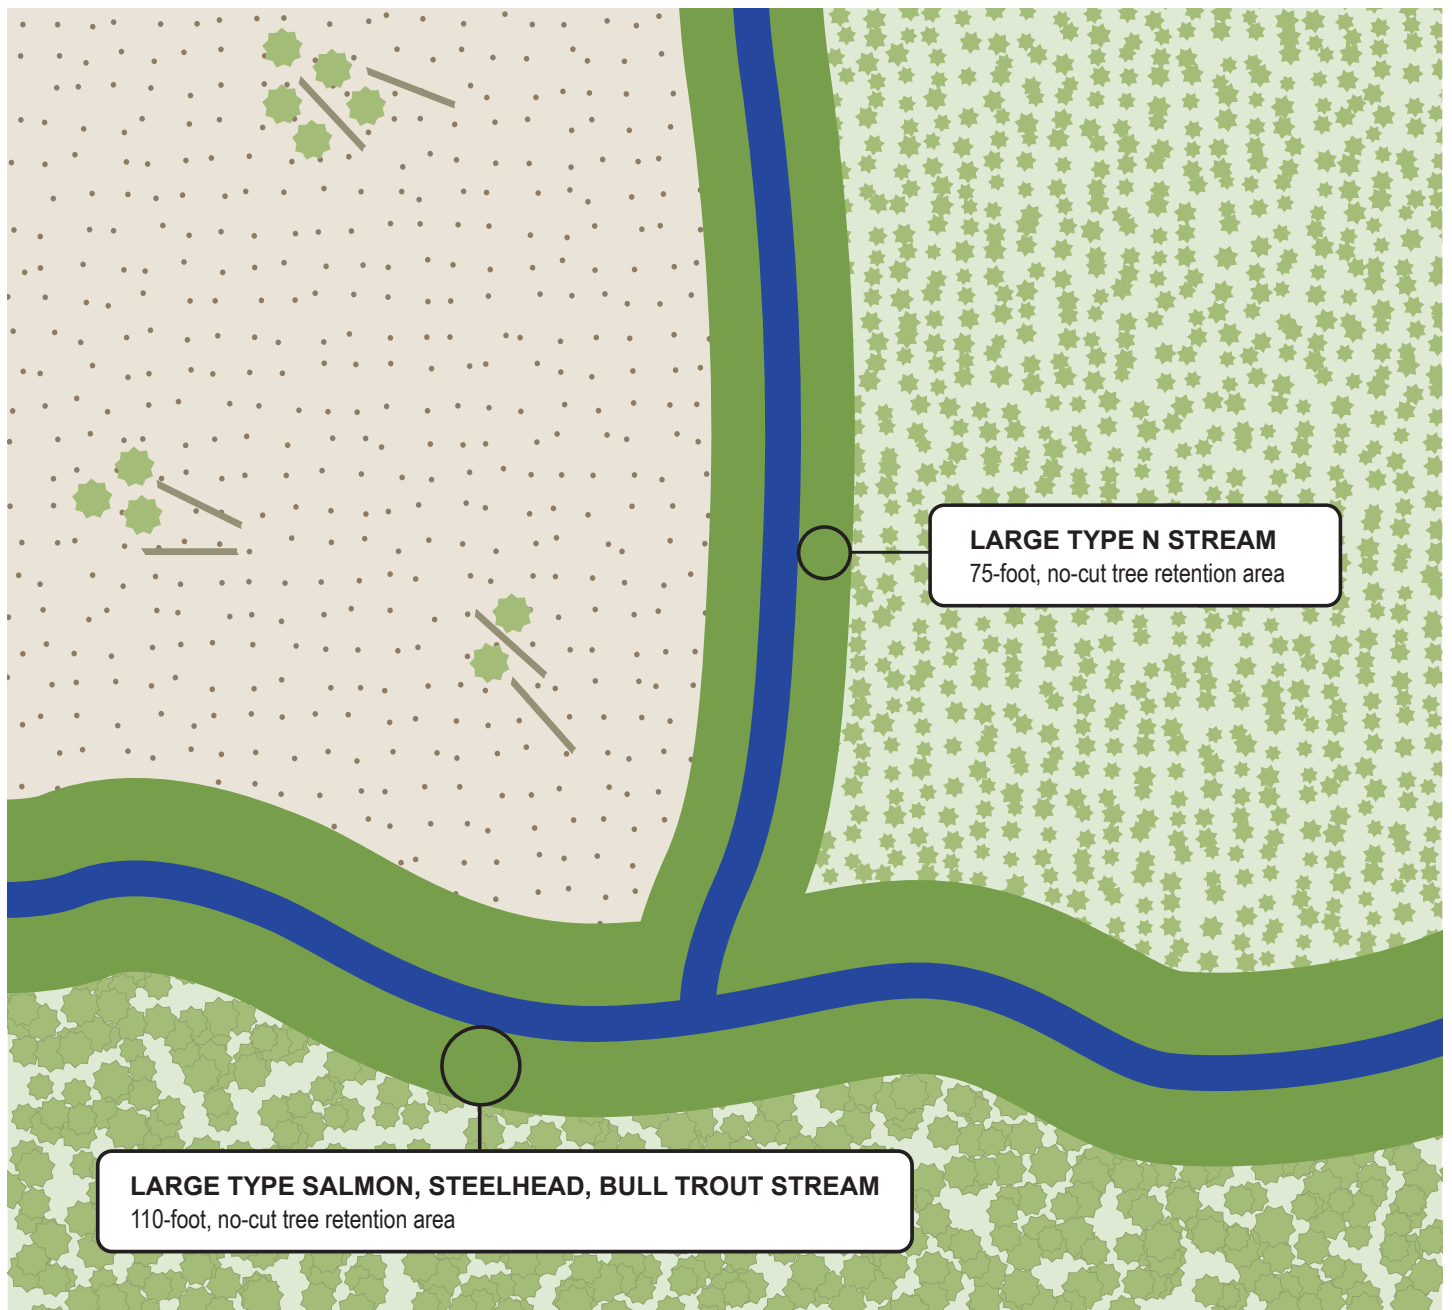 LARGE TYPE N STREAM
75-foot, no-cut tree retention area
LARGE TYPE SALMON, STEELHEAD, BULL TROUT STREAM
110-foot, no-cut tree retention area